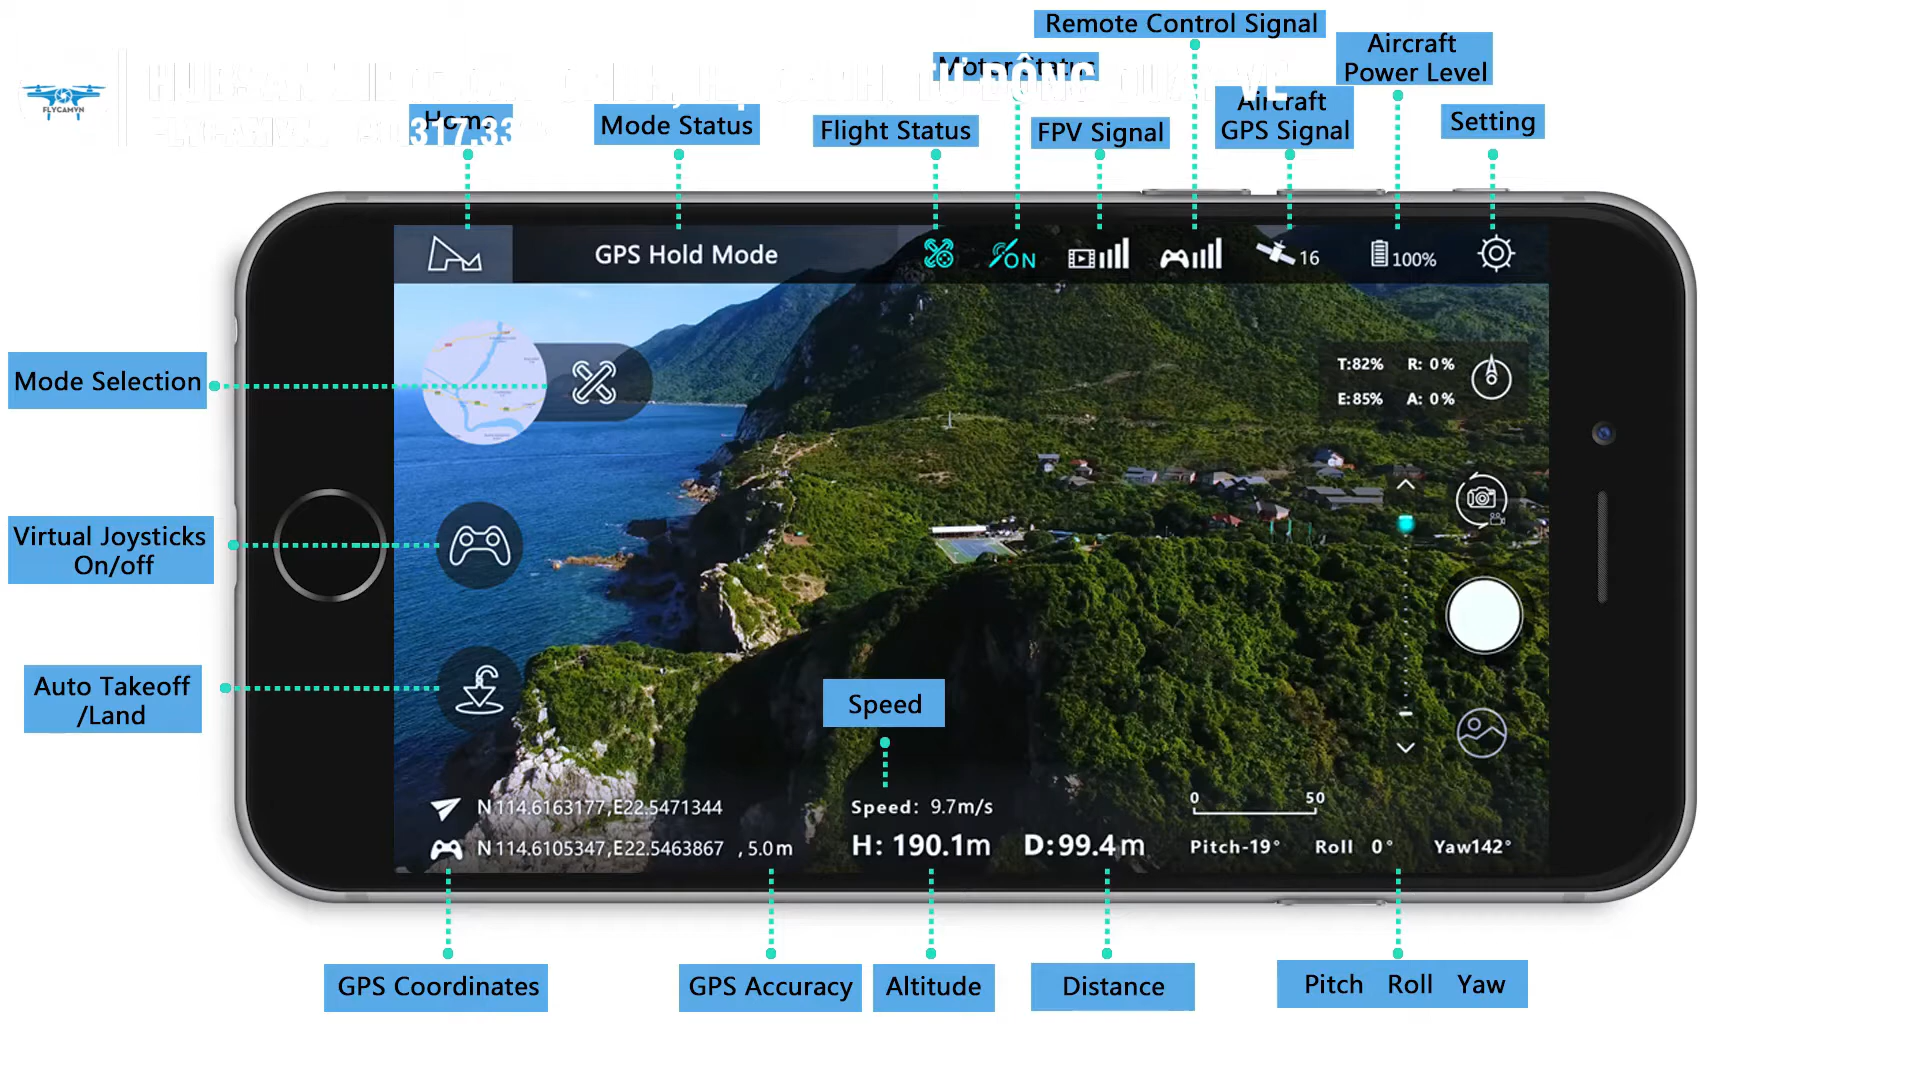 Remote Control Signal
Aircraft
Power Level
Motor Status
Home
Mode Status
Flight Status
FPV Signal
Aircraft
GPS Signal
Setting
FLYCAMVN
FLYCAMVN
GPS Hold Mode
ON
16
100%
Mode Selection
T:82% R: 0%
E:85% A: 0%
Virtual Joysticks
On/off
Auto Takeoff
/Land
Speed
N114.6163177,E22.5471344
Speed: 9.7m/s
0 50
N114.6105347,E22.5463867 , 5.0m
H: 190.1m
D:99.4m
Pitch-19° Roll 0° Yaw142°
GPS Coordinates
GPS Accuracy
Altitude
Distance
Pitch Roll Yaw